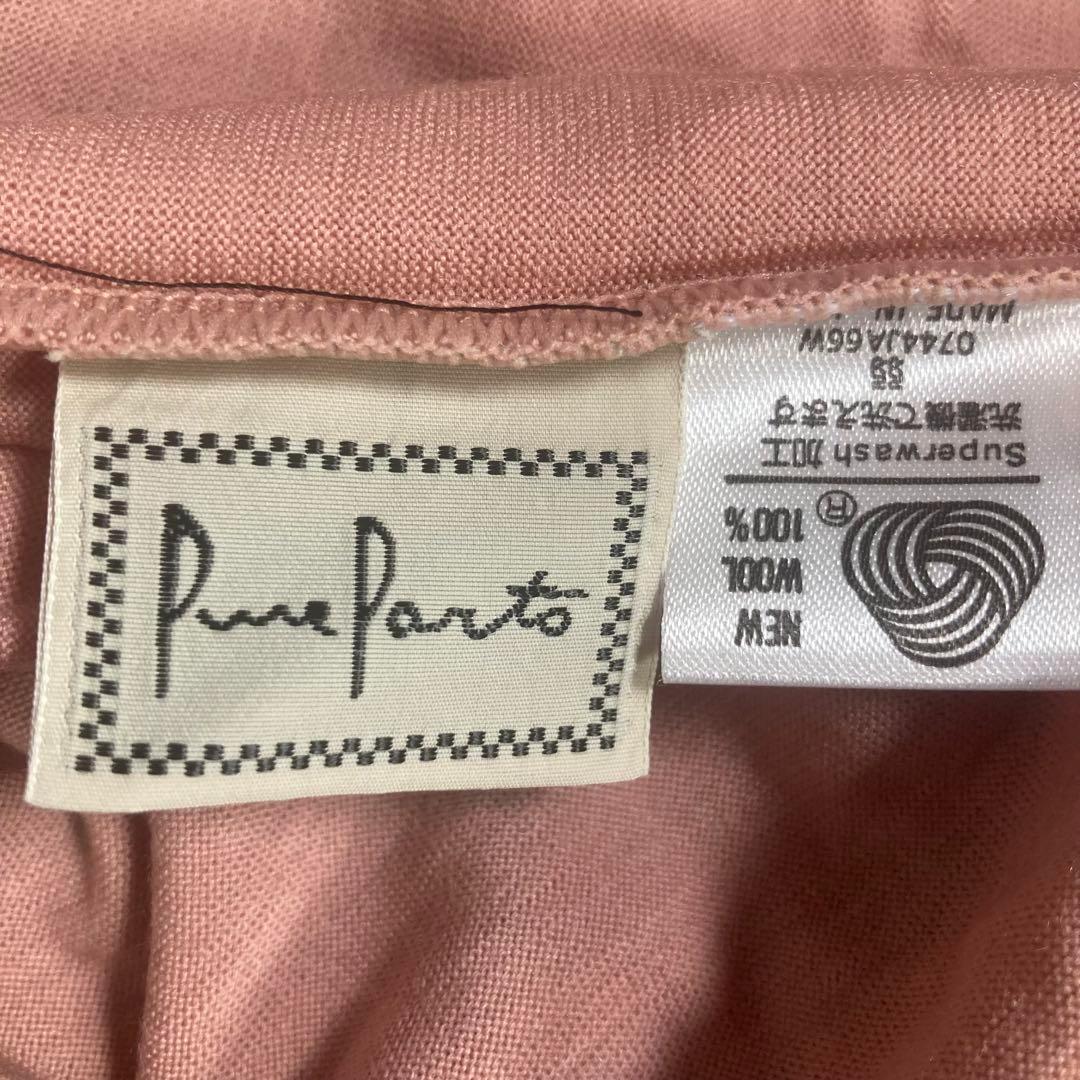 Pure Parto
MADE IN
0744JA66W
弱
洗濯機で洗えます
Superwash 加工
®
100%
WOOL
NEW